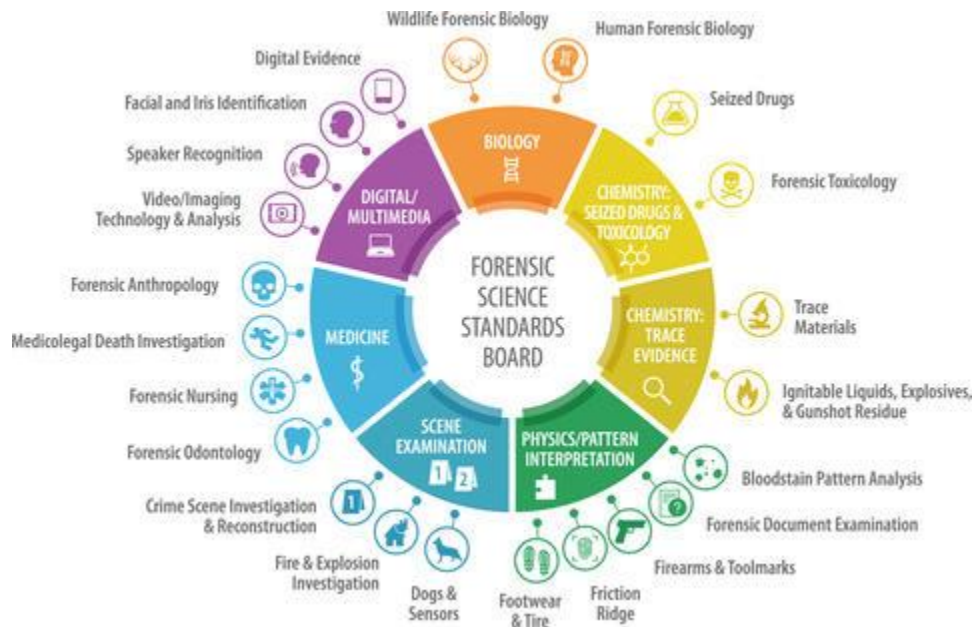 Wildlife Forensic Biology
Human Forensic Biology
Digital Evidence
Facial and Iris Identification
Seized Drugs
Speaker Recognition
Forensic Toxicology
Video/Imaging
Technology & Analysis
BIOLOGY
DIGITAL/
MULTIMEDIA
CHEMISTRY:
SEIZED DRUGS &
TOXICOLOGY
FORENSIC
SCIENCE
STANDARDS
BOARD
Forensic Anthropology
Medicolegal Death Investigation
Forensic Nursing
Forensic Odontology
MEDICINE
CHEMISTRY:
TRACE
EVIDENCE
Trace
Materials
Ignitable Liquids, Explosives,
& Gunshot Residue
SCENE
EXAMINATION
1 2
PHYSICS/PATTERN
INTERPRETATION
Bloodstain Pattern Analysis
Forensic Document Examination
?
Firearms & Toolmarks
Friction
Ridge
Footwear
& Tire
Dogs &
Sensors
Fire & Explosion
Investigation
Crime Scene Investigation
& Reconstruction
1